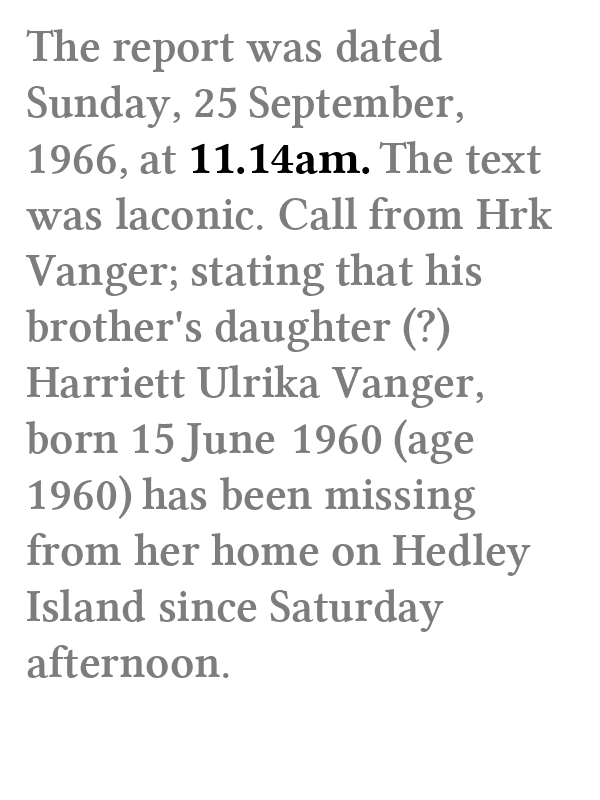 The report was dated
Sunday, 25 September,
1966, at 11.14am. The text
was laconic. Call from Hrk
Vanger; stating that his
brother's daughter (?)
Harriett Ulrika Vanger,
born 15 June 1960 (age
1960) has been missing
from her home on Hedley
Island since Saturday
afternoon.